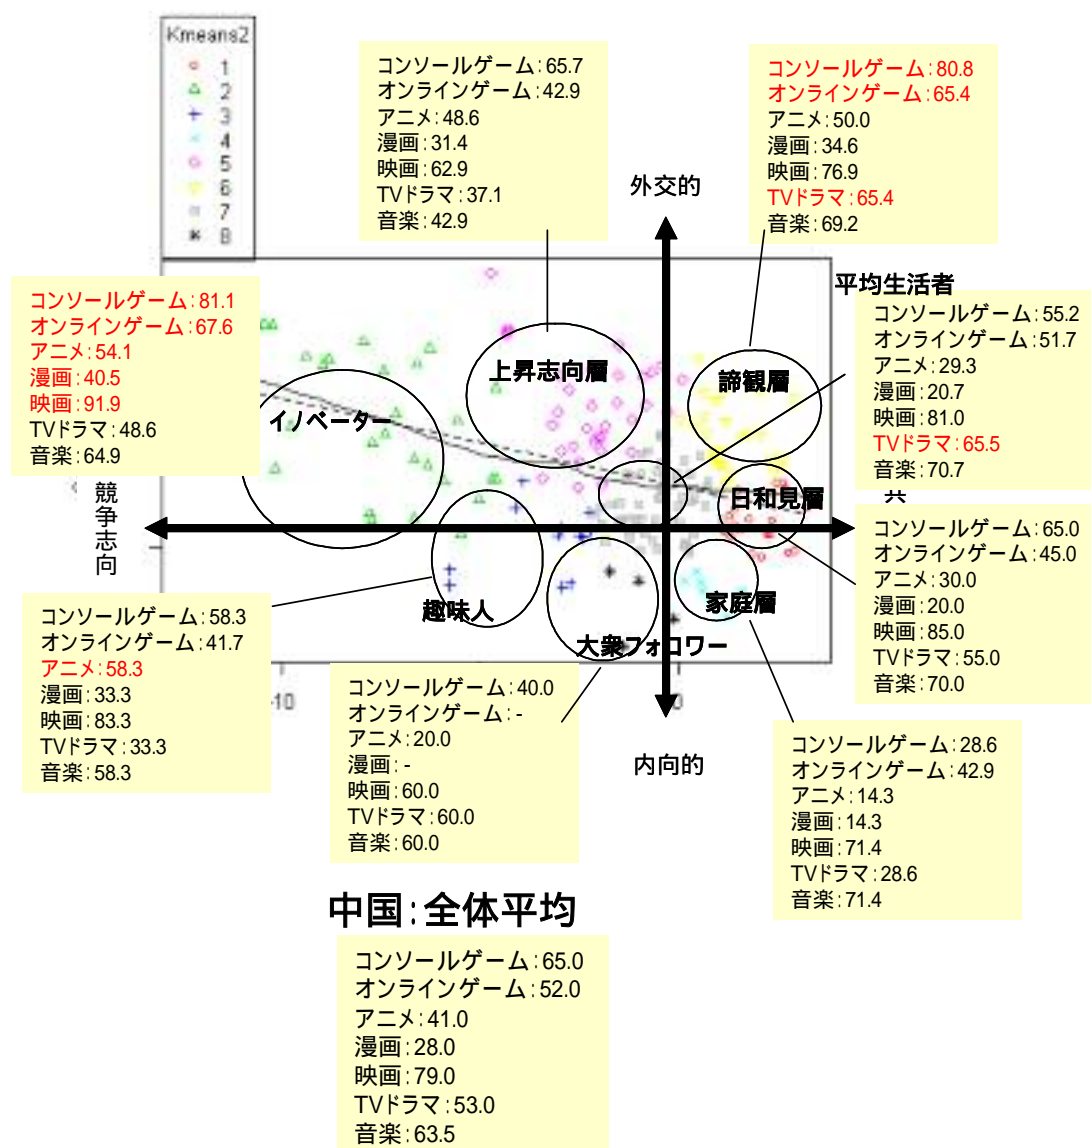 Kmeans2
1
2
3
4
5
6
7
8
コンソールゲーム:65.7
オンラインゲーム:42.9
アニメ:48.6
漫画:31.4
映画:62.9
TVドラマ:37.1
音楽:42.9
コンソールゲーム:80.8
オンラインゲーム:65.4
アニメ:50.0
漫画:34.6
映画:76.9
TVドラマ:65.4
音楽:69.2
外交的
コンソールゲーム:81.1
オンラインゲーム:67.6
アニメ:54.1
漫画:40.5
映画:91.9
TVドラマ:48.6
音楽:64.9
平均生活者
コンソールゲーム:55.2
オンラインゲーム:51.7
アニメ:29.3
漫画:20.7
映画:81.0
TVドラマ:65.5
音楽:70.7
上昇志向層
諦観層
イノベーター
日和見層
競争志向
共
コンソールゲーム:65.0
オンラインゲーム:45.0
アニメ:30.0
漫画:20.0
映画:85.0
TVドラマ:55.0
音楽:70.0
趣味人
家庭層
大衆フォロワー
コンソールゲーム:58.3
オンラインゲーム:41.7
アニメ:58.3
漫画:33.3
映画:83.3
TVドラマ:33.3
音楽:58.3
-10
0
コンソールゲーム:40.0
オンラインゲーム:-
アニメ:20.0
漫画:-
映画:60.0
TVドラマ:60.0
音楽:60.0
内向的
コンソールゲーム:28.6
オンラインゲーム:42.9
アニメ:14.3
漫画:14.3
映画:71.4
TVドラマ:28.6
音楽:71.4
中国:全体平均
コンソールゲーム:65.0
オンラインゲーム:52.0
アニメ:41.0
漫画:28.0
映画:79.0
TVドラマ:53.0
音楽:63.5